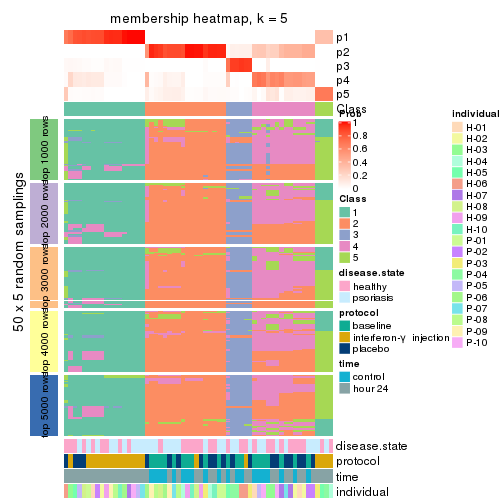 membership heatmap, k = 5
p1
p2
p3
p4
p5
Class
50 x 5 random samplings
top 1000 rows
top 2000 rows
top 3000 rows
top 4000 rows
top 5000 rows
disease.state
protocol
time
individual
Prob
1
0.8
0.6
0.4
0.2
0
Class
1
2
3
4
5
disease.state
healthy
psoriasis
protocol
baseline
interferon-γ injection
placebo
time
control
hour 24
Individual
H-01
H-02
H-03
H-04
H-05
H-06
H-07
H-08
H-09
H-10
P-01
P-02
P-03
P-04
P-05
P-06
P-07
P-08
P-09
P-10